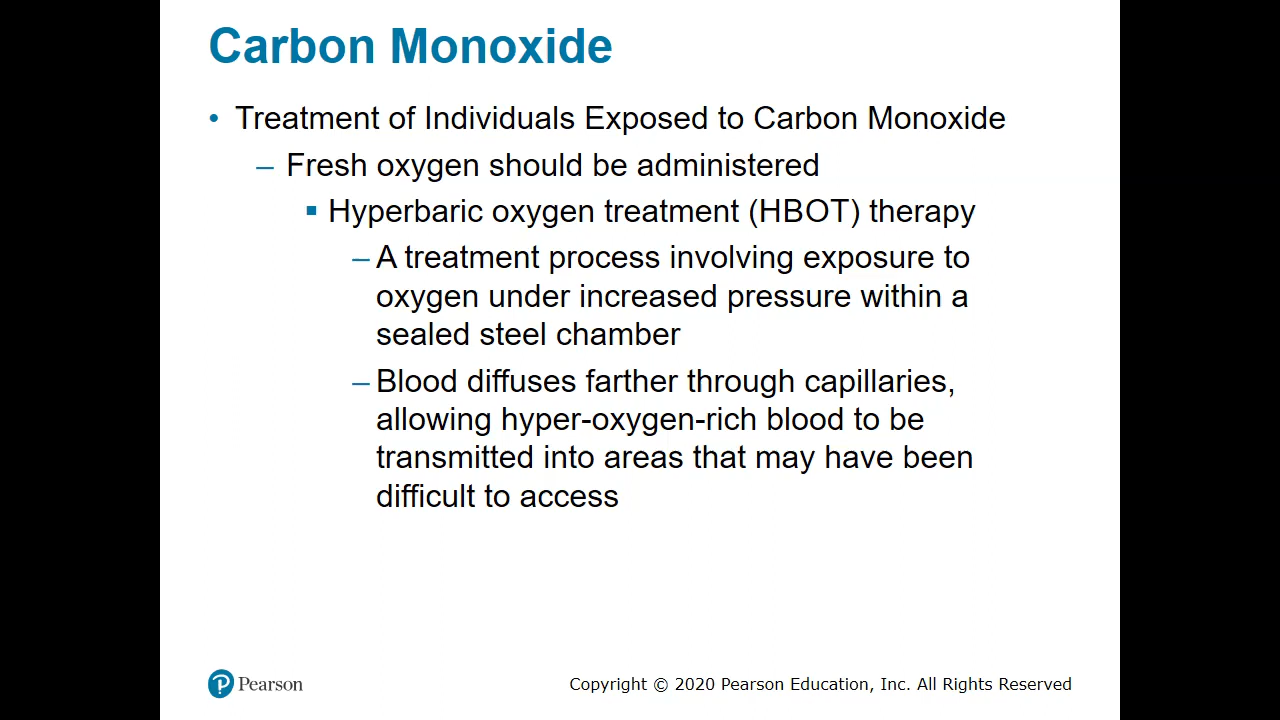 Carbon Monoxide
• Treatment of Individuals Exposed to Carbon Monoxide
– Fresh oxygen should be administered
▪ Hyperbaric oxygen treatment (HBOT) therapy
– A treatment process involving exposure to
oxygen under increased pressure within a
sealed steel chamber
– Blood diffuses farther through capillaries,
allowing hyper-oxygen-rich blood to be
transmitted into areas that may have been
difficult to access
Pearson
Copyright © 2020 Pearson Education, Inc. All Rights Reserved